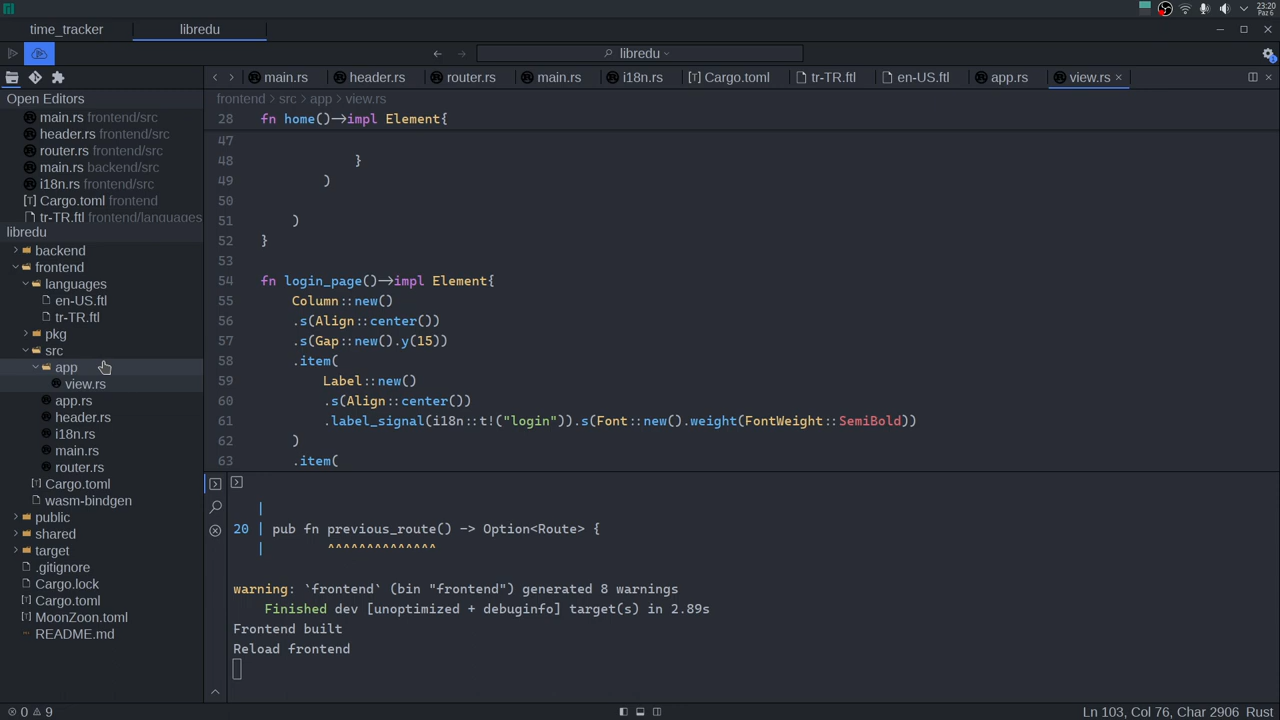 23:20
Paz 6
time_tracker
libredu
libredu
main.rs
header.rs
router.rs
main.rs
i18n.rs
Cargo.toml
tr-TR.ftl
en-US.ftl
app.rs
view.rs
Open Editors
main.rs frontend/src
header.rs frontend/src
router.rs frontend/src
main.rs backend/src
i18n.rs frontend/src
Cargo.toml frontend
tr-TR.ftl frontend/languages
libredu
backend
frontend
languages
en-US.ftl
tr-TR.ftl
pkg
src
app
view.rs
app.rs
header.rs
i18n.rs
main.rs
router.rs
Cargo.toml
wasm-bindgen
public
shared
target
.gitignore
Cargo.lock
Cargo.toml
MoonZoon.toml
README.md
frontend > src > app > view.rs
28 fn home()->impl Element{
47
48 }
49 )
50
51 )
52 }
53
54 fn login_page()->impl Element{
55 Column::new()
56 .s(Align::center())
57 .s(Gap::new().y(15))
58 .item(
59 Label::new()
60 .s(Align::center())
61 .label_signal(i18n::t!("login")).s(Font::new().weight(FontWeight::SemiBold))
62 )
63 .item(
|
20 | pub fn previous_route() -> Option<Route> {
| ^^^^^^^^^^^^^^
warning: `frontend` (bin "frontend") generated 8 warnings
Finished dev [unoptimized + debuginfo] target(s) in 2.89s
Frontend built
Reload frontend
0 9
Ln 103, Col 76, Char 2906 Rust